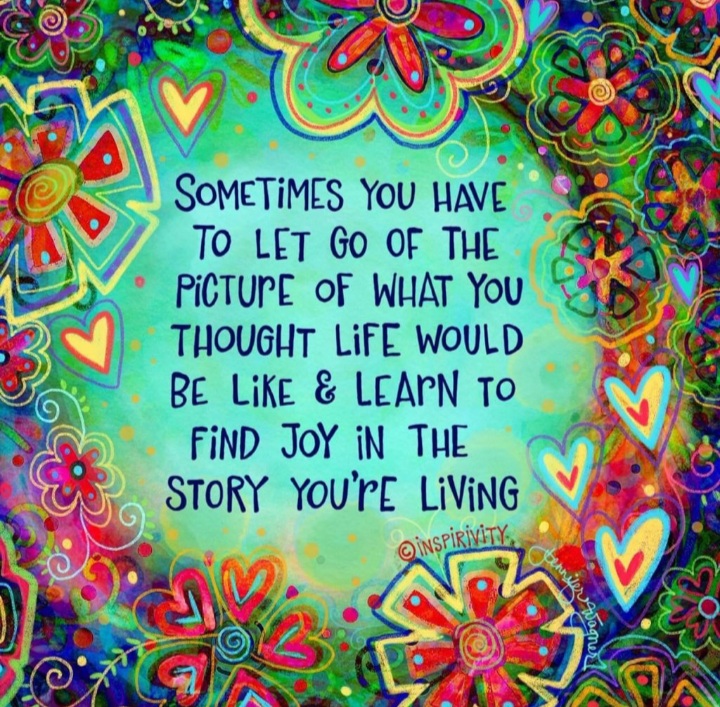 SOMETiMES YOU HAVE
TO LET GO OF THE
PiCTUrE OF WHAT YOU
THOUGHT LiFE WOULD
BE LiKE & LEArN TO
FiND JOY iN THE
STORY YOU'rE LiViNG
©iNSPiRiViTY